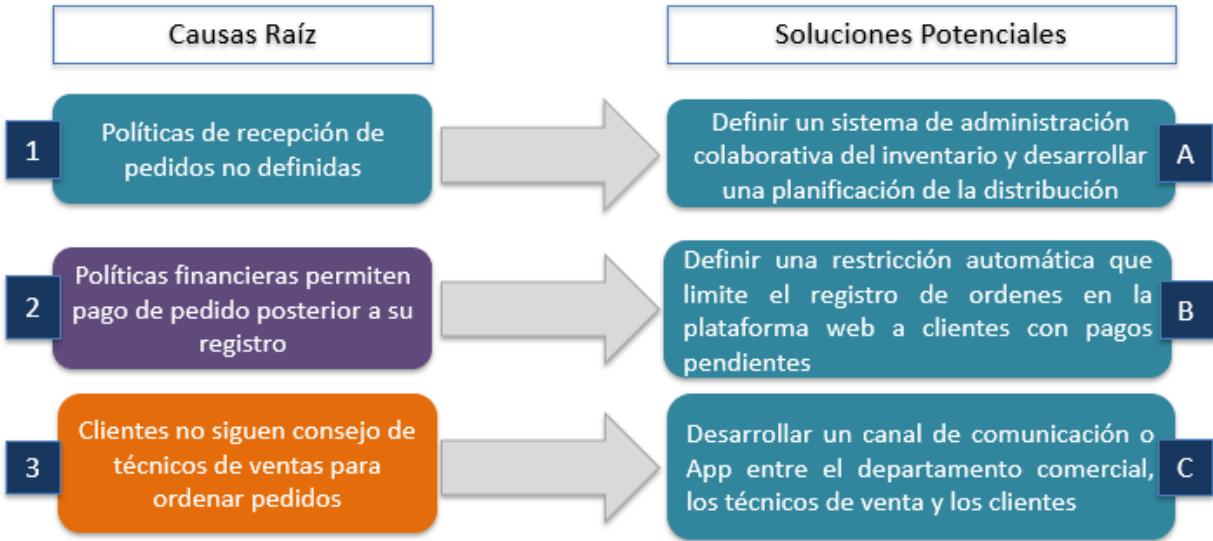 Causas Raíz
Soluciones Potenciales
1
Políticas de recepción de
pedidos no definidas
Definir un sistema de administración
colaborativa del inventario y desarrollar
una planificación de la distribución
A
2
Políticas financieras permiten
pago de pedido posterior a su
registro
Definir una restricción automática que
limite el registro de ordenes en la
plataforma web a clientes con pagos
pendientes
B
3
Clientes no siguen consejo de
técnicos de ventas para
ordenar pedidos
Desarrollar un canal de comunicación o
App entre el departamento comercial,
los técnicos de venta y los clientes
C